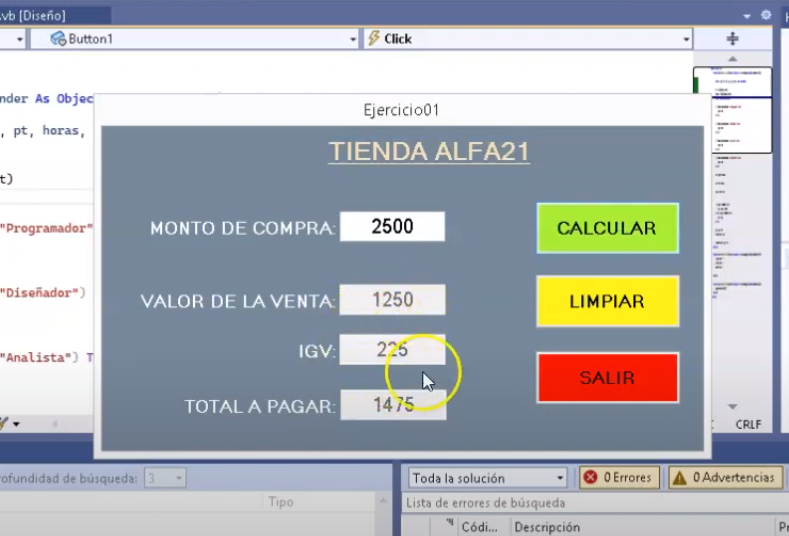 .vb [Diseño]
Button1
Click
nder As Objec
, pt, horas,
t)
"Programador"
"Diseñador")
"Analista") T
Ejercicio01
TIENDA ALFA21
MONTO DE COMPRA: 2500
CALCULAR
VALOR DE LA VENTA: 1250
LIMPIAR
IGV: 225
SALIR
TOTAL A PAGAR: 1475
CRLF
rofundidad de búsqueda: 3
Tipo
Toda la solución
0 Errores
0 Advertencias
Lista de errores de búsqueda
Códi... Descripción
Pr